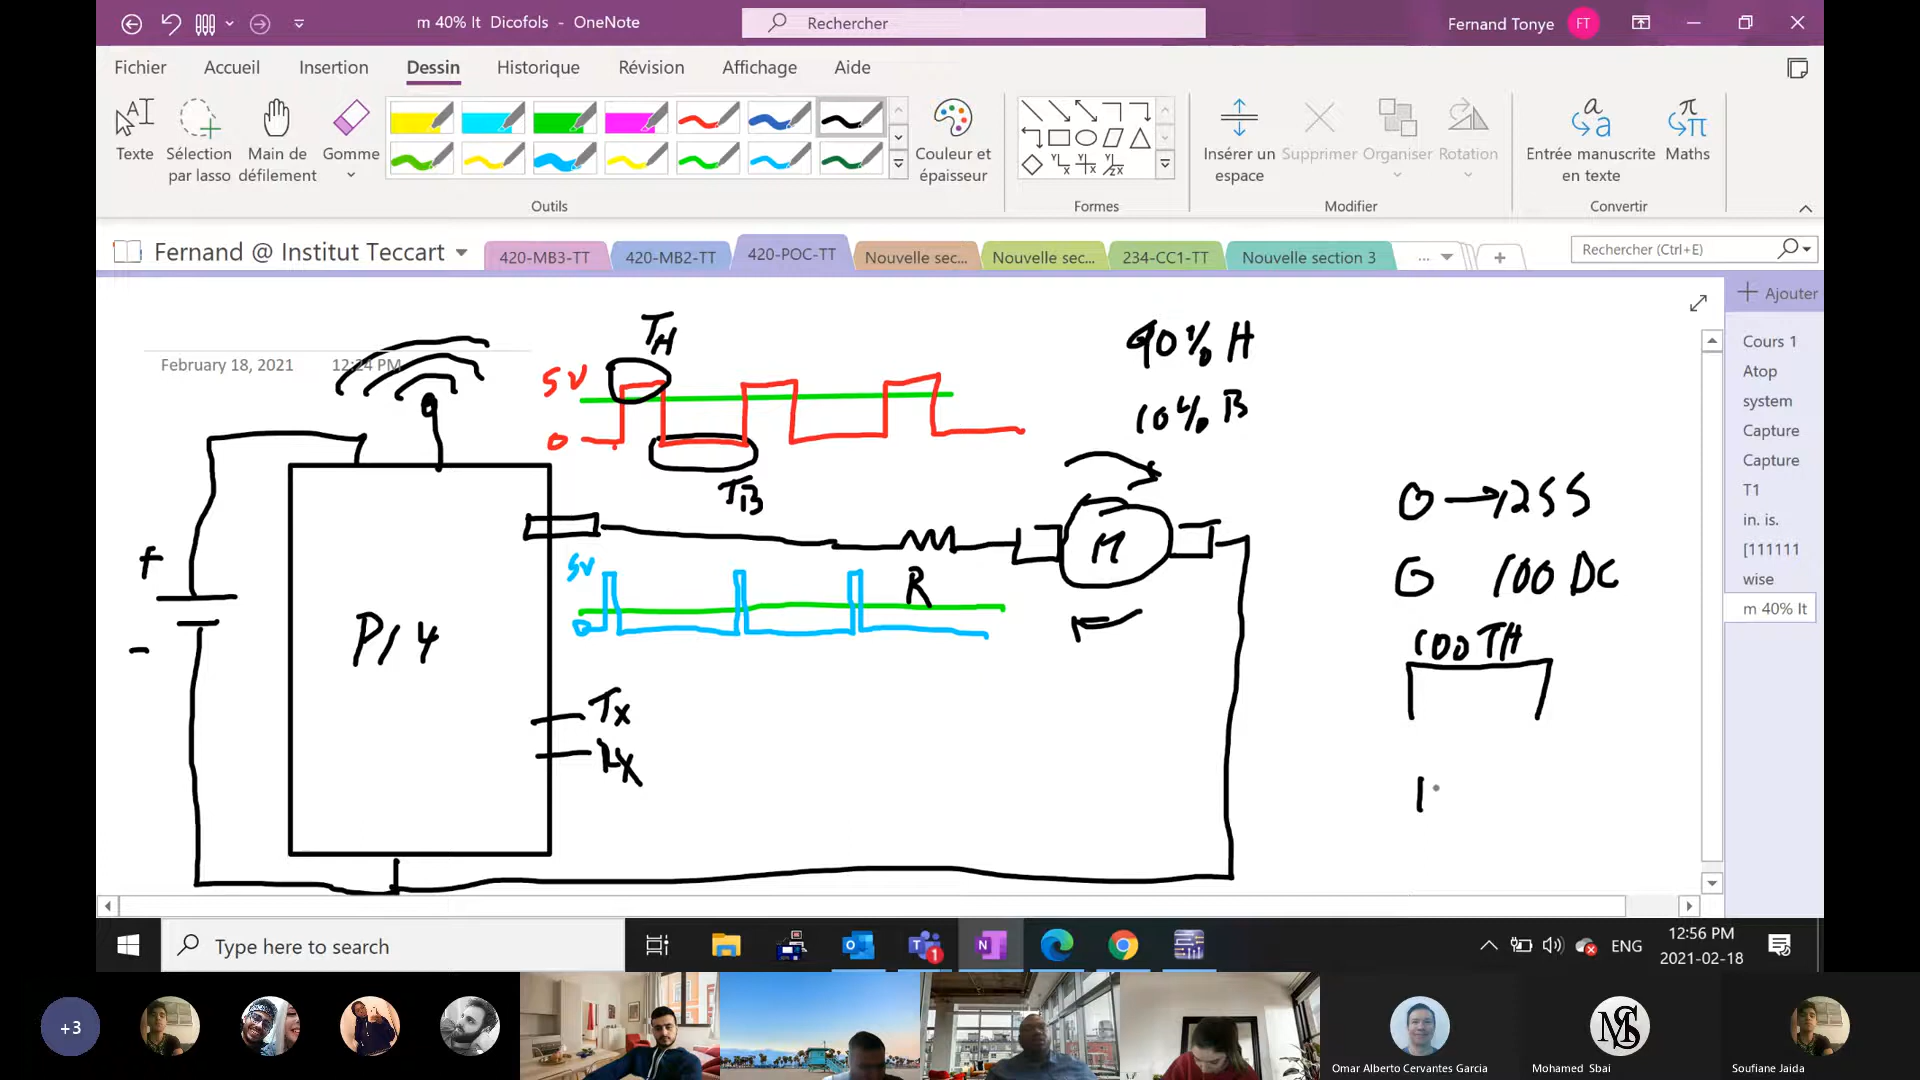 m 40% lt Dicofols - OneNote
Rechercher
Fernand Tonye
FT
Fichier
Accueil
Insertion
Dessin
Historique
Révision
Affichage
Aide
Texte
Sélection par lasso
Main de défilement
Gomme
Couleur et épaisseur
Insérer un espace
Supprimer
Organiser
Rotation
Entrée manuscrite en texte
Maths
Outils
Formes
Modifier
Convertir
Fernand @ Institut Teccart
420-MB3-TT
420-MB2-TT
420-POC-TT
Nouvelle sec...
Nouvelle sec...
234-CC1-TT
Nouvelle section 3
...
Rechercher (Ctrl+E)
Ajouter
Cours 1
Atop
system
Capture
Capture
T1
in. is.
[111111
wise
m 40% lt
February 18, 2021
12:24 PM
TH
5V
0
TB
90% H
10% B
+
-
PI 4
5V
0
R
M
Tx
Rx
0 → 255
0 100 DC
100 TH
Type here to search
1
ENG
12:56 PM
2021-02-18
+3
MS
Omar Alberto Cervantes Garcia
Mohamed Sbai
Soufiane Jaida